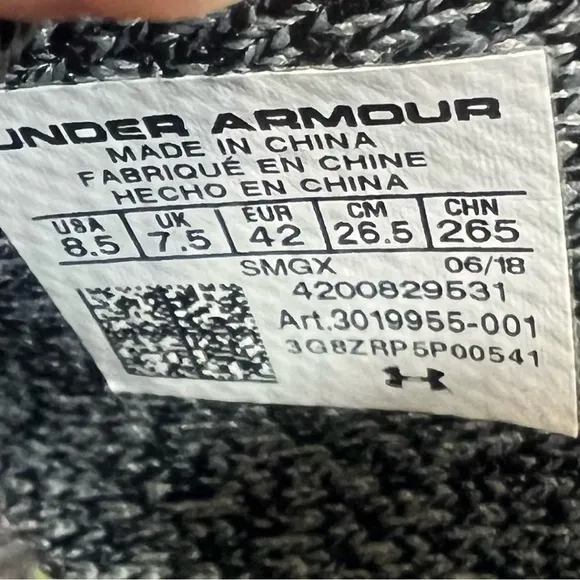 UNDER ARMOUR
MADE IN CHINA
FABRIQUÉ EN CHINE
HECHO EN CHINA
USA UK EUR CM CHN
8.5 7.5 42 26.5 265
SMGX 06/18
4200829531
Art.3019955-001
3G8ZRP5P00541